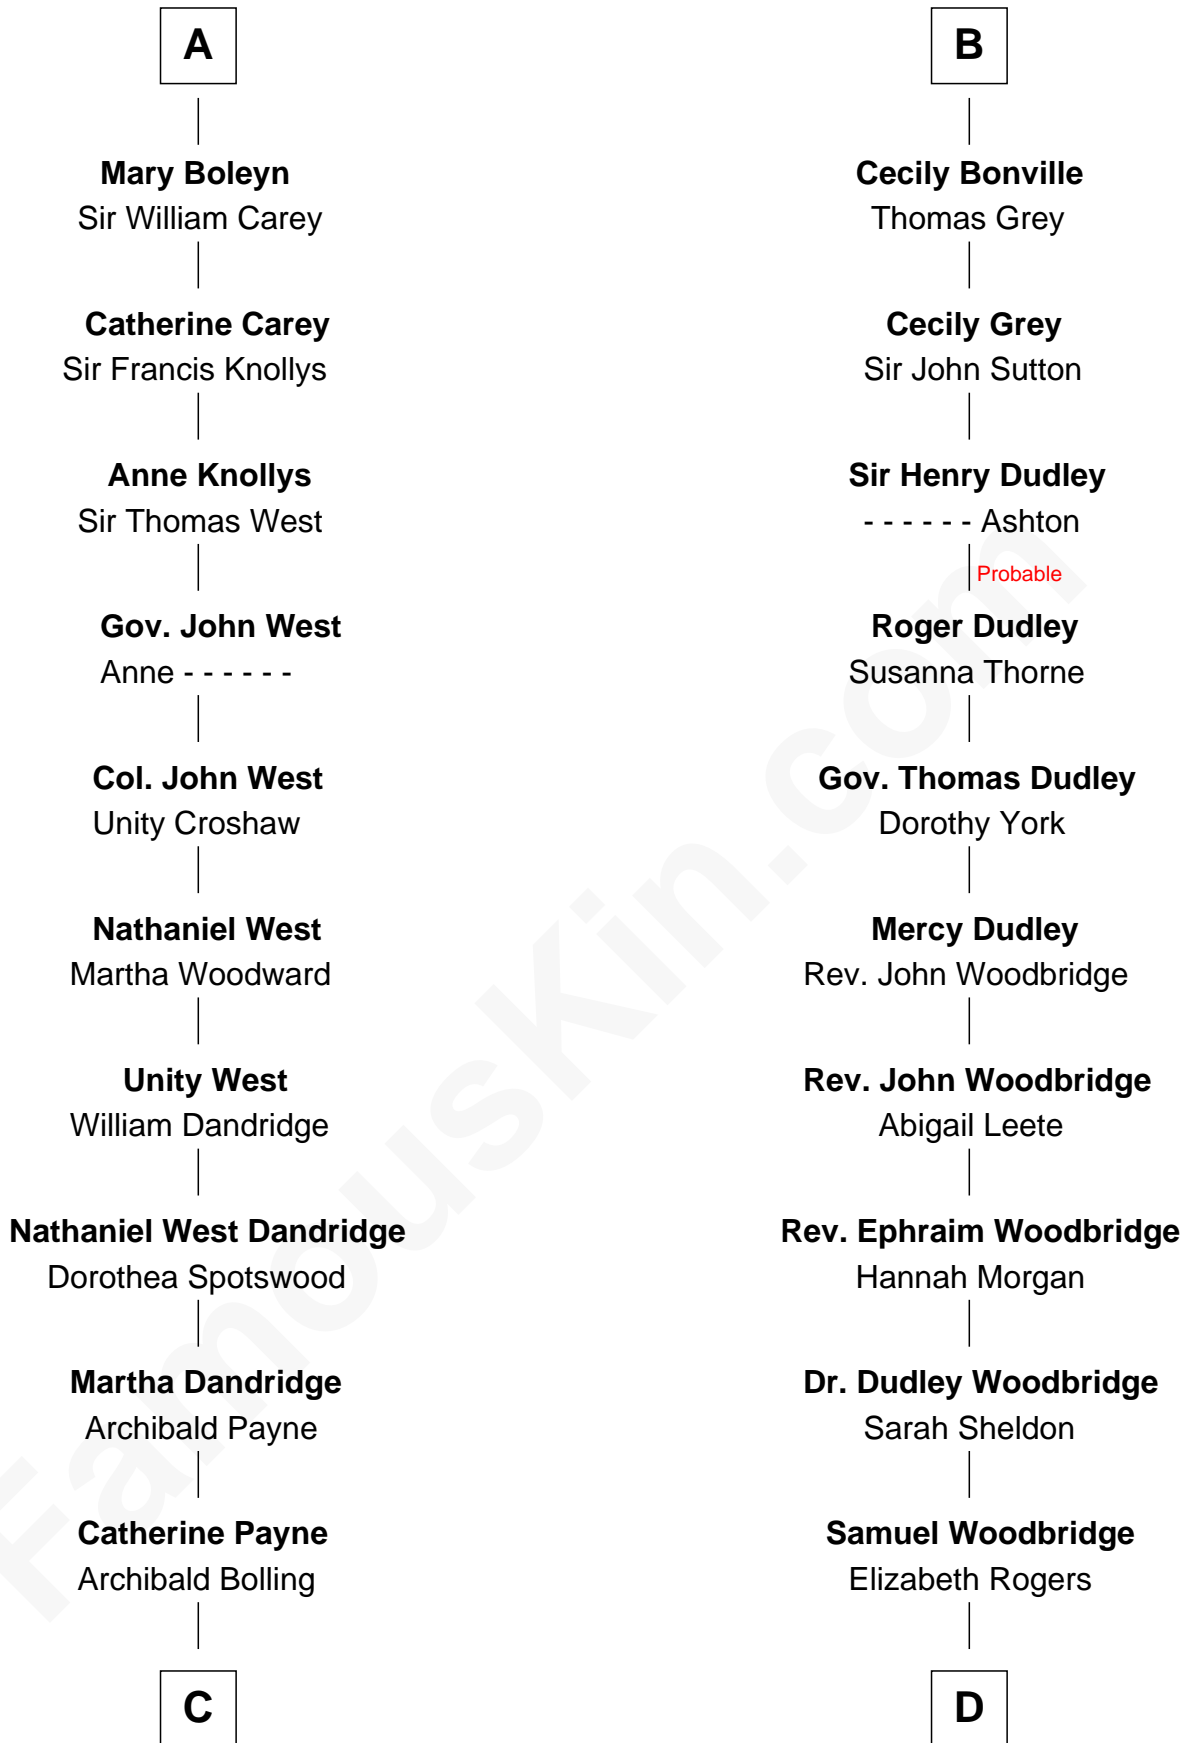 A
Mary Boleyn
Sir William Carey
Catherine Carey
Sir Francis Knollys
Anne Knollys
Sir Thomas West
Gov. John West
Anne - - - - - -
Col. John West
Unity Croshaw
Nathaniel West
Martha Woodward
Unity West
William Dandridge
Nathaniel West Dandridge
Dorothea Spotswood
Martha Dandridge
Archibald Payne
Catherine Payne
Archibald Bolling
C
B
Cecily Bonville
Thomas Grey
Cecily Grey
Sir John Sutton
Sir Henry Dudley
- - - - - - Ashton
Probable
Roger Dudley
Susanna Thorne
Gov. Thomas Dudley
Dorothy York
Mercy Dudley
Rev. John Woodbridge
Rev. John Woodbridge
Abigail Leete
Rev. Ephraim Woodbridge
Hannah Morgan
Dr. Dudley Woodbridge
Sarah Sheldon
Samuel Woodbridge
Elizabeth Rogers
D
FamousKin.com